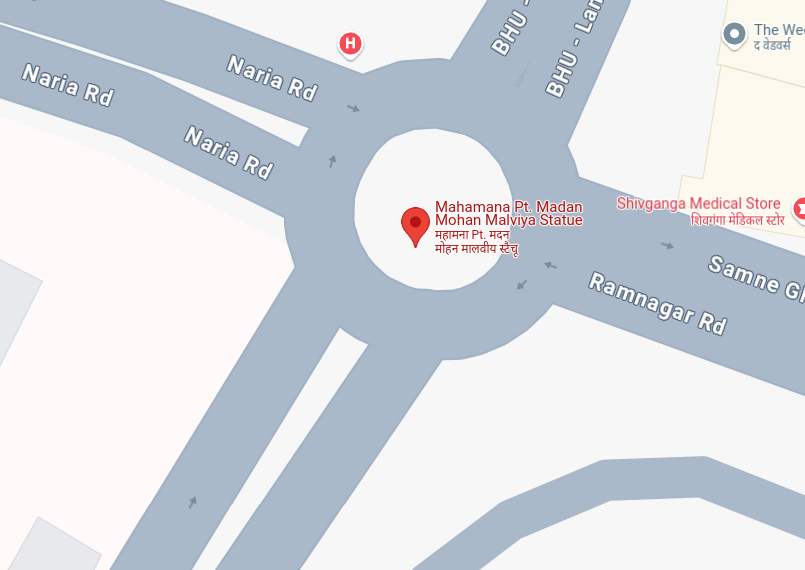 Naria Rd
Naria Rd
Naria Rd
H
BHU -
BHU - Lan
The We
द वेडवर्स
Mahamana Pt. Madan
Mohan Malviya Statue
महामना Pt. मदन
मोहन मालवीय स्टैचू
Shivganga Medical Store
शिवगंगा मेडिकल स्टोर
Samne Gh
Ramnagar Rd